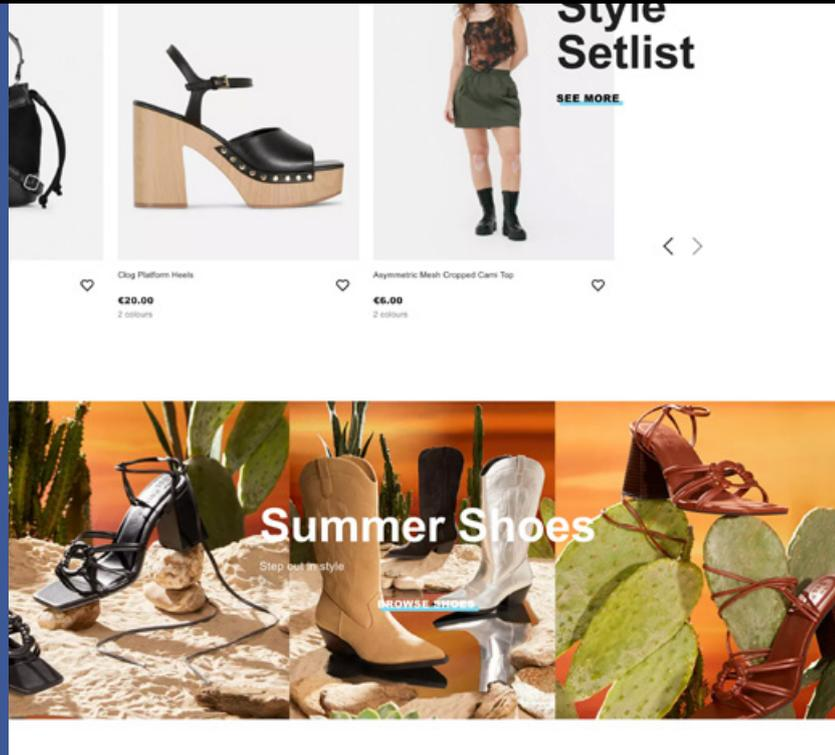 Style
Setlist
SEE MORE
Clog Platform Heels
€20.00
2 colours
Asymmetric Mesh Cropped Cami Top
€6.00
2 colours
Summer Shoes
Step out in style
BROWSE SHOES